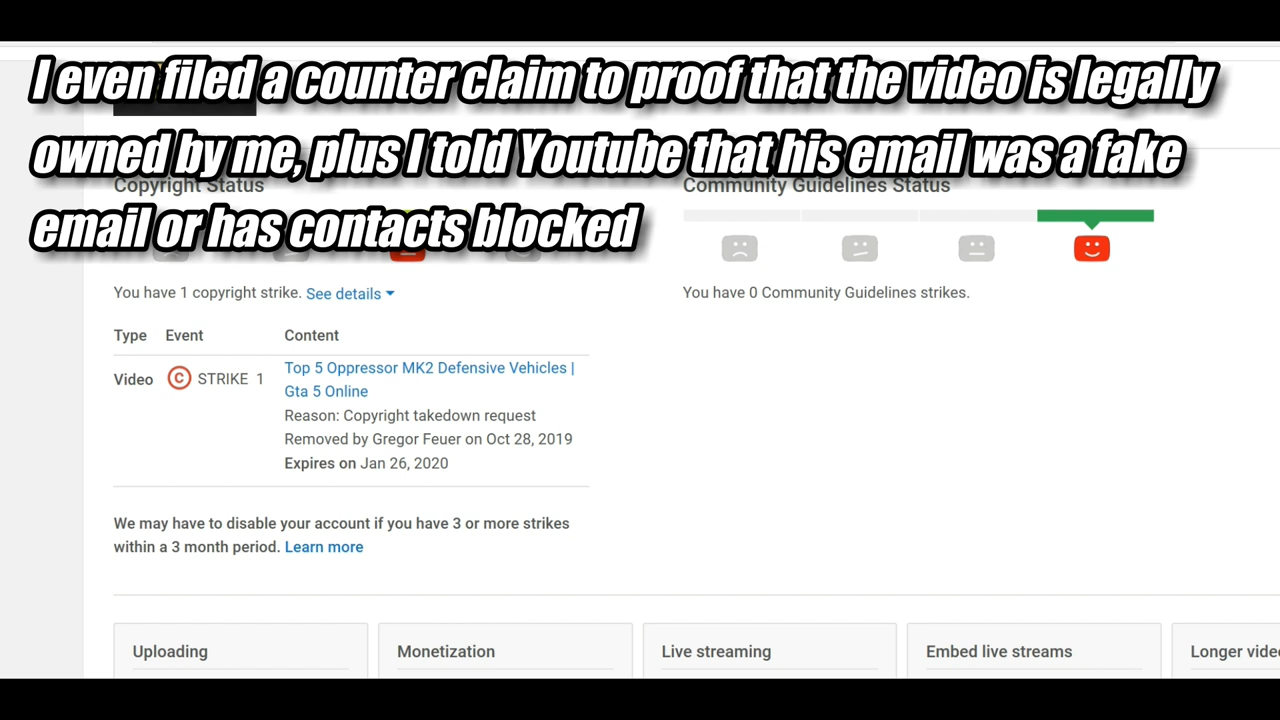 I even filed a counter claim to proof that the video is legally
owned by me, plus I told Youtube that his email was a fake
email or has contacts blocked
Copyright Status
Community Guidelines Status
You have 1 copyright strike. See details
You have 0 Community Guidelines strikes.
Type Event Content
Video © STRIKE 1
Top 5 Oppressor MK2 Defensive Vehicles |
Gta 5 Online
Reason: Copyright takedown request
Removed by Gregor Feuer on Oct 28, 2019
Expires on Jan 26, 2020
We may have to disable your account if you have 3 or more strikes
within a 3 month period. Learn more
Uploading
Monetization
Live streaming
Embed live streams
Longer vide